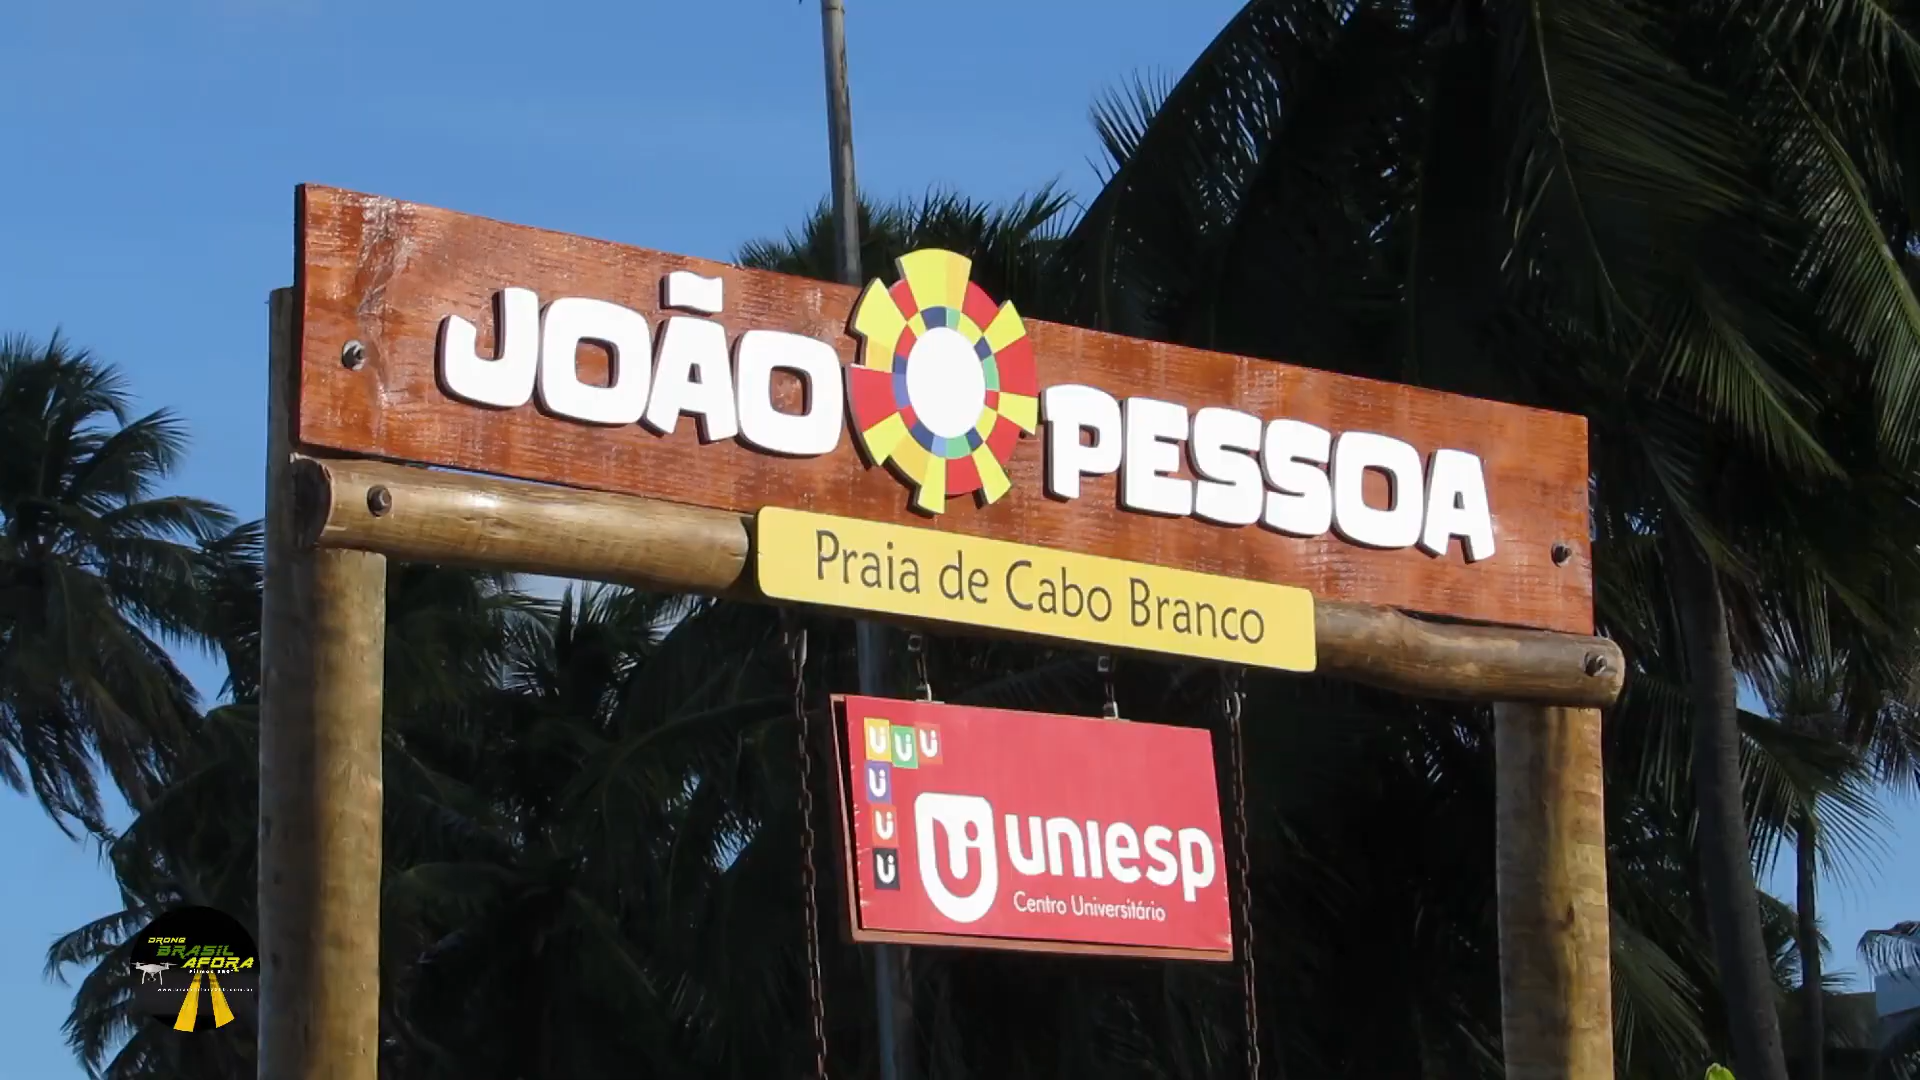 JOÃO PESSOA
Praia de Cabo Branco
uniesp
Centro Universitário
DRONE
BRASIL
AFORA